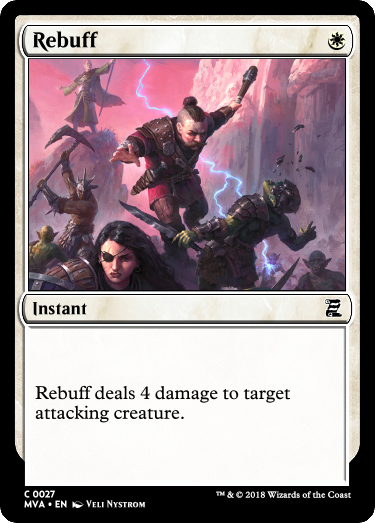 Rebuff
Instant
Rebuff deals 4 damage to target
attacking creature.
C 0027
MVA • EN Veli Nystrom
™ & © 2018 Wizards of the Coast